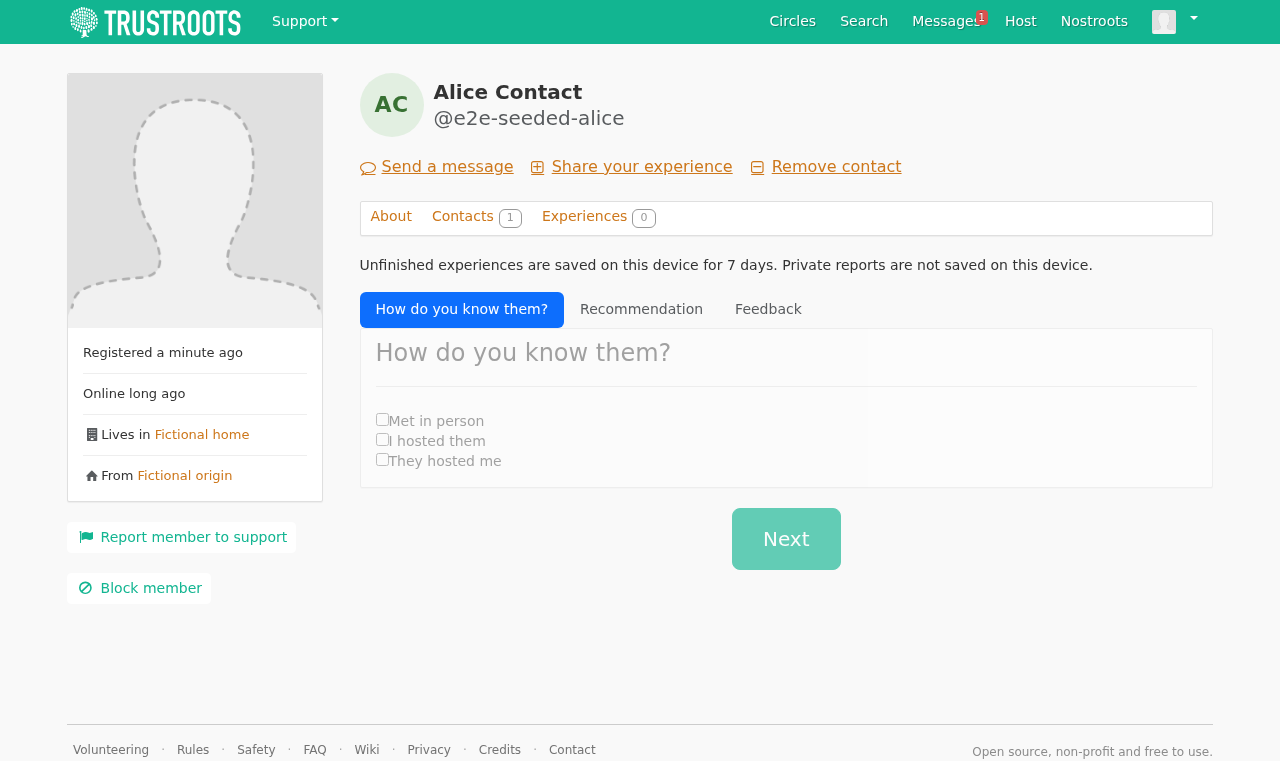 TRUSTROOTS Support Circles Search Messages 1 Host Nostroots
AC
Alice Contact
@e2e-seeded-alice
Send a message Share your experience Remove contact
About Contacts 1 Experiences 0
Unfinished experiences are saved on this device for 7 days. Private reports are not saved on this device.
How do you know them? Recommendation Feedback
How do you know them?
Met in person
I hosted them
They hosted me
Next
Registered a minute ago
Online long ago
Lives in Fictional home
From Fictional origin
Report member to support
Block member
Volunteering · Rules · Safety · FAQ · Wiki · Privacy · Credits · Contact
Open source, non-profit and free to use.